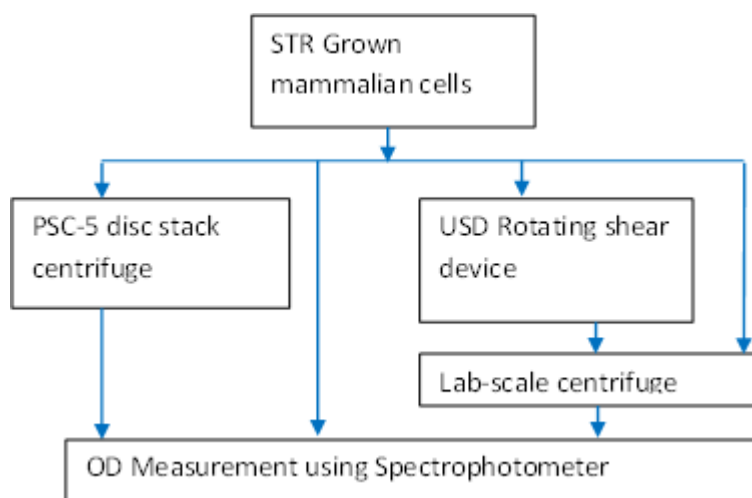 STR Grown
mammalian cells
PSC-5 disc stack
centrifuge
USD Rotating shear
device
Lab-scale centrifuge
OD Measurement using Spectrophotometer